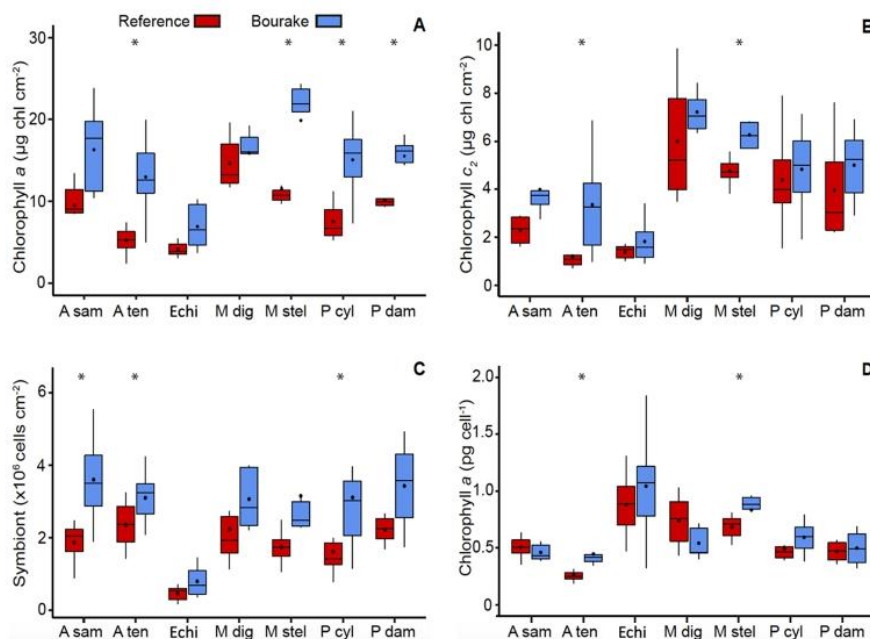 Reference Bourake
A
Chlorophyll a (µg chl cm⁻²)
30
20
10
0
* * * *
A sam A ten Echi M dig M stel P cyl P dam
B
Chlorophyll c₂ (µg chl cm⁻²)
10
8
6
4
2
0
* *
A sam A ten Echi M dig M stel P cyl P dam
C
Symbiont (x10⁶ cells cm⁻²)
6
4
2
0
* * *
A sam A ten Echi M dig M stel P cyl P dam
D
Chlorophyll a (pg cell⁻¹)
2.0
1.5
1.0
0.5
0
* *
A sam A ten Echi M dig M stel P cyl P dam